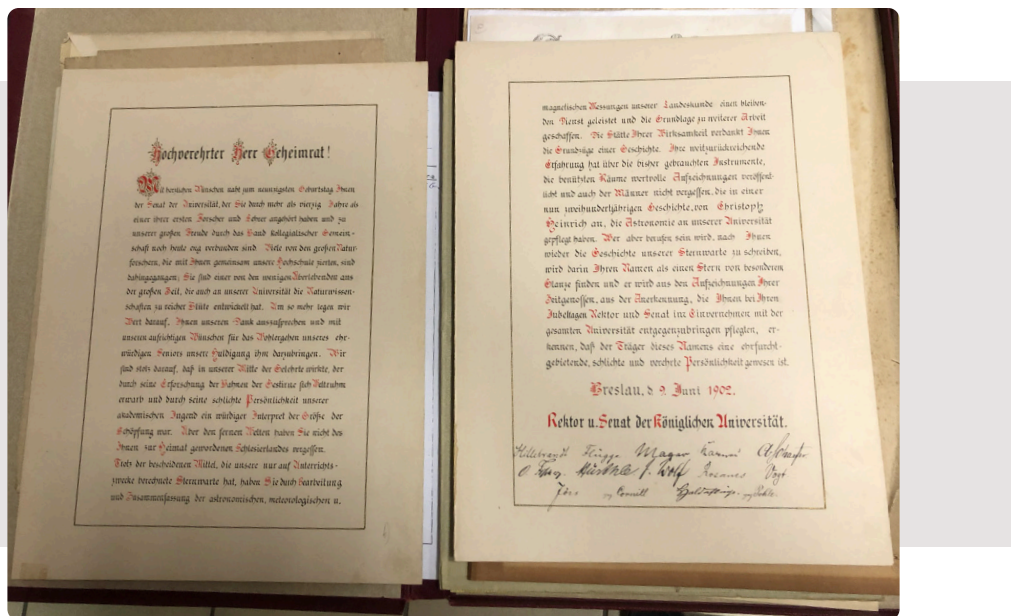 Hochverehrter Herr Geheimrat!
Mit herzlichen Wünschen naht zum neunzigsten Geburtstag Ihnen
der Senat der Universität, der Sie durch mehr als vierzig Jahre als
einer ihrer ersten Forscher und Lehrer angehört haben und zu
unserer großen Freude durch das Band kollegialischer Gemein-
schaft noch heute eng verbunden sind. Viele von den großen Natur-
forschern, die mit Ihnen gemeinsam unsere Hochschule zierten, sind
dahingegangen; Sie sind einer von den wenigen Überlebenden aus
der großen Zeit, die auch an unserer Universität die Naturwissen-
schaften zu reicher Blüte entwickelt hat. Um so mehr legen wir
Wert darauf, Ihnen unseren Dank auszusprechen und mit
unseren aufrichtigen Wünschen für das Wohlergehen unseres ehr-
würdigen Seniors unsere Huldigung ihm darzubringen. Wir
sind stolz darauf, daß in unserer Mitte der Gelehrte wirkte, der
durch seine Erforschung der Bahnen der Gestirne sich Weltruhm
erwarb und durch seine schlichte Persönlichkeit unserer
akademischen Jugend ein würdiger Interpret der Größe der
Schöpfung war. Über den fernen Welten haben Sie nicht des
Ihnen zur Heimat gewordenen Schlesierlandes vergessen.
Trotz der bescheidenen Mittel, die unsere nur auf Unterrichts-
zwecke berechnete Sternwarte hat, haben Sie durch Bearbeitung
und Zusammenfassung der astronomischen, meteorologischen u.
magnetischen Messungen unserer Landeskunde einen bleiben-
den Dienst geleistet und die Grundlage zu weiterer Arbeit
geschaffen. Die Stätte Ihrer Wirksamkeit verdankt Ihnen
die Grundzüge einer Geschichte. Ihre weitzurückreichende
Erfahrung hat über die bisher gebrauchten Instrumente,
die benützten Räume wertvolle Aufzeichnungen veröffent-
licht und auch der Männer nicht vergessen, die in einer
nun zweihundertjährigen Geschichte, von Christoph
Heinrich an, die Astronomie an unserer Universität
gepflegt haben. Wer aber berufen sein wird, nach Ihnen
wieder die Geschichte unserer Sternwarte zu schreiben,
wird darin Ihren Namen als einen Stern von besonderem
Glanze finden und er wird aus den Aufzeichnungen Ihrer
Zeitgenossen, aus der Anerkennung, die Ihnen bei Ihren
Jubeltagen Rektor und Senat im Einvernehmen mit der
gesamten Universität entgegenzubringen pflegten, er-
kennen, daß der Träger dieses Namens eine ehrfurcht-
gebietende, schlichte und verehrte Persönlichkeit gewesen ist.
Breslau, d. 9. Juni 1902.
Rektor u. Senat der Königlichen Universität.
Hillebrandt Flügge Mayer
Wolf